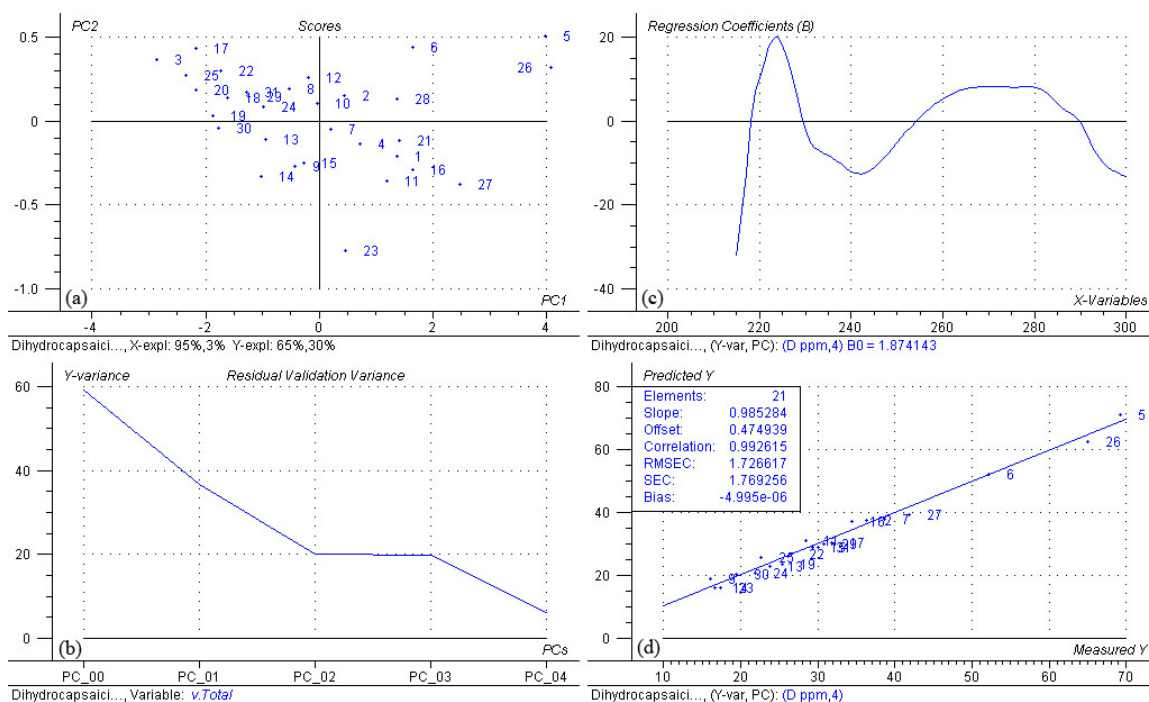 PC2 Scores
0.5
0
-0.5
-1.0
17
3
25
22
20
18
31
29
8
12
24
10
2
19
30
7
13
4
28
21
1
15
9
14
16
11
27
23
6
5
26
(a)
PC1
-4 -2 0 2 4
Dihydrocapsaici..., X-expl: 95%,3% Y-expl: 65%,30%
Regression Coefficients (B)
20
0
-20
-40
(c)
X-Variables
200 220 240 260 280 300
Dihydrocapsaici..., (Y-var, PC): (D ppm,4) B0 = 1.874143
Y-variance Residual Validation Variance
60
40
20
0
(b)
PCs
PC_00 PC_01 PC_02 PC_03 PC_04
Dihydrocapsaici..., Variable: v.Total
Predicted Y
80
60
40
20
0
Elements: 21
Slope: 0.985284
Offset: 0.474939
Correlation: 0.992615
RMSEC: 1.726617
SEC: 1.769256
Bias: -4.995e-06
5
26
6
27
7
17
22
19
13
24
25
(d)
Measured Y
10 20 30 40 50 60 70
Dihydrocapsaici..., (Y-var, PC): (D ppm,4)